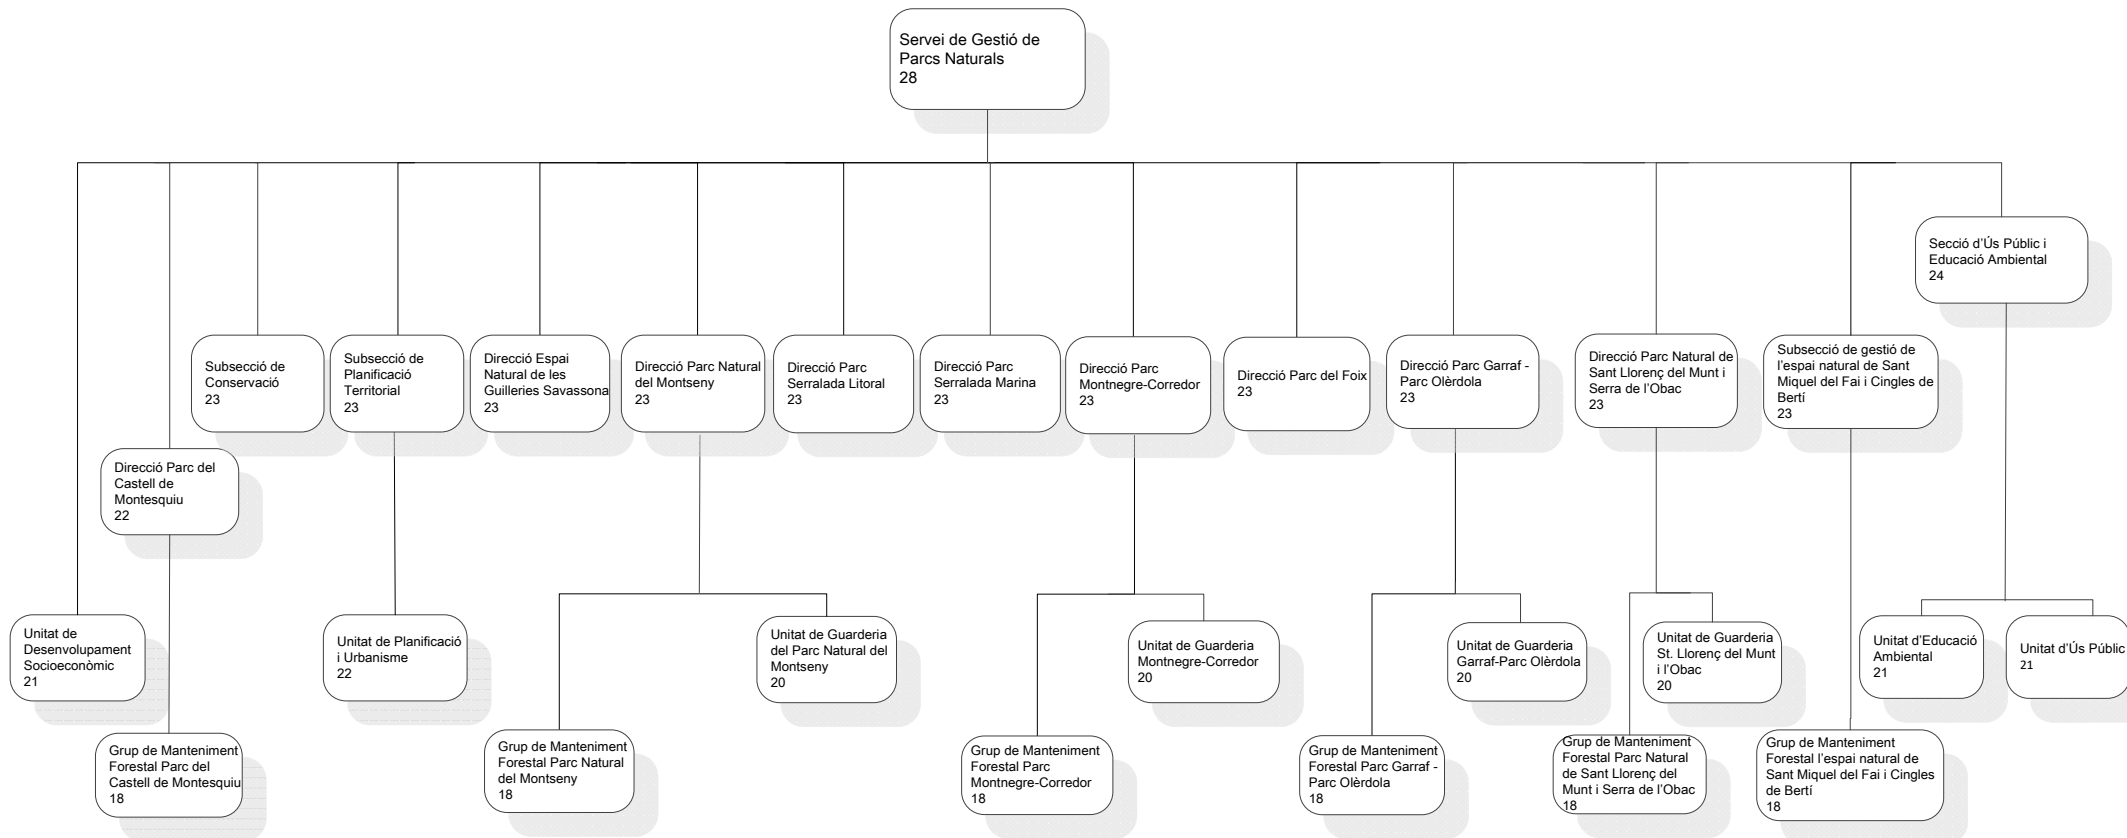 Servei de Gestió de
Parcs Naturals
28
Secció d'Ús Públic i
Educació Ambiental
24
Subsecció de
Conservació
23
Subsecció de
Planificació
Territorial
23
Direcció Espai
Natural de les
Guilleries Savassona
23
Direcció Parc Natural
del Montseny
23
Direcció Parc
Serralada Litoral
23
Direcció Parc
Serralada Marina
23
Direcció Parc
Montnegre-Corredor
23
Direcció Parc del Foix
23
Direcció Parc Garraf -
Parc Olèrdola
23
Direcció Parc Natural de
Sant Llorenç del Munt i
Serra de l'Obac
23
Subsecció de gestió de
l'espai natural de Sant
Miquel del Fai i Cingles de
Bertí
23
Direcció Parc del
Castell de
Montesquiu
22
Unitat de
Desenvolupament
Socioeconòmic
21
Unitat de Planificació
i Urbanisme
22
Unitat de Guarderia
del Parc Natural del
Montseny
20
Unitat de Guarderia
Montnegre-Corredor
20
Unitat de Guarderia
Garraf-Parc Olèrdola
20
Unitat de Guarderia
St. Llorenç del Munt
i l'Obac
20
Unitat d'Educació
Ambiental
21
Unitat d'Ús Públic
21
Grup de Manteniment
Forestal Parc del
Castell de Montesquiu
18
Grup de Manteniment
Forestal Parc Natural
del Montseny
18
Grup de Manteniment
Forestal Parc
Montnegre-Corredor
18
Grup de Manteniment
Forestal Parc Garraf -
Parc Olèrdola
18
Grup de Manteniment
Forestal Parc Natural
de Sant Llorenç del
Munt i Serra de l'Obac
18
Grup de Manteniment
Forestal l'espai natural de
Sant Miquel del Fai i Cingles
de Bertí
18